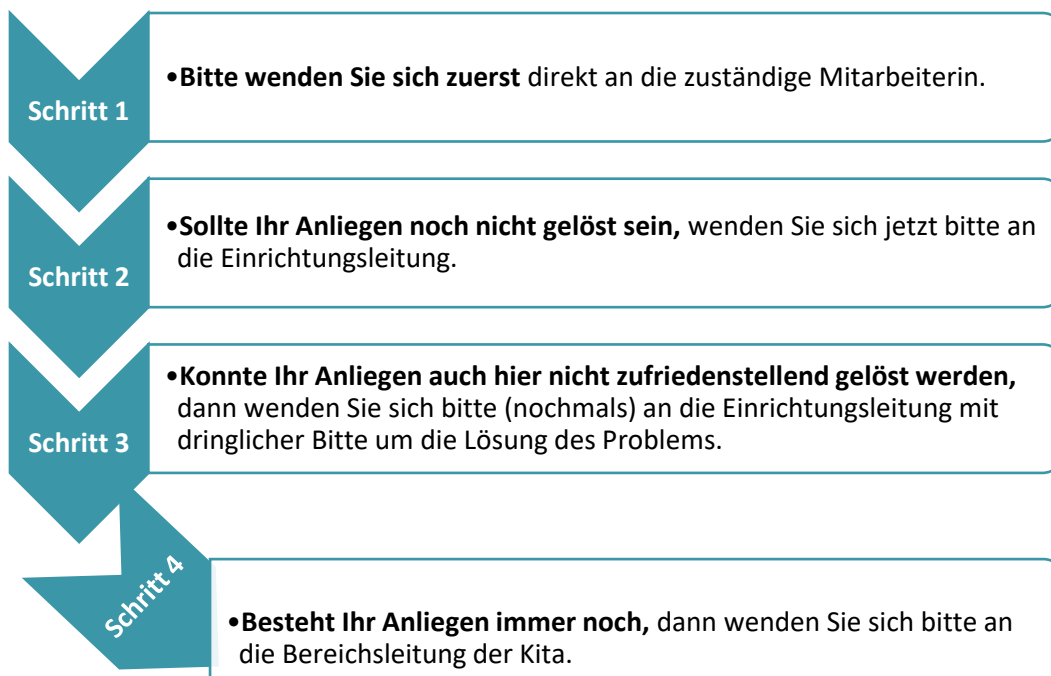 Schritt 1
•Bitte wenden Sie sich zuerst direkt an die zuständige Mitarbeiterin.
Schritt 2
•Sollte Ihr Anliegen noch nicht gelöst sein, wenden Sie sich jetzt bitte an
die Einrichtungsleitung.
Schritt 3
•Konnte Ihr Anliegen auch hier nicht zufriedenstellend gelöst werden,
dann wenden Sie sich bitte (nochmals) an die Einrichtungsleitung mit
dringlicher Bitte um die Lösung des Problems.
Schritt 4
•Besteht Ihr Anliegen immer noch, dann wenden Sie sich bitte an
die Bereichsleitung der Kita.